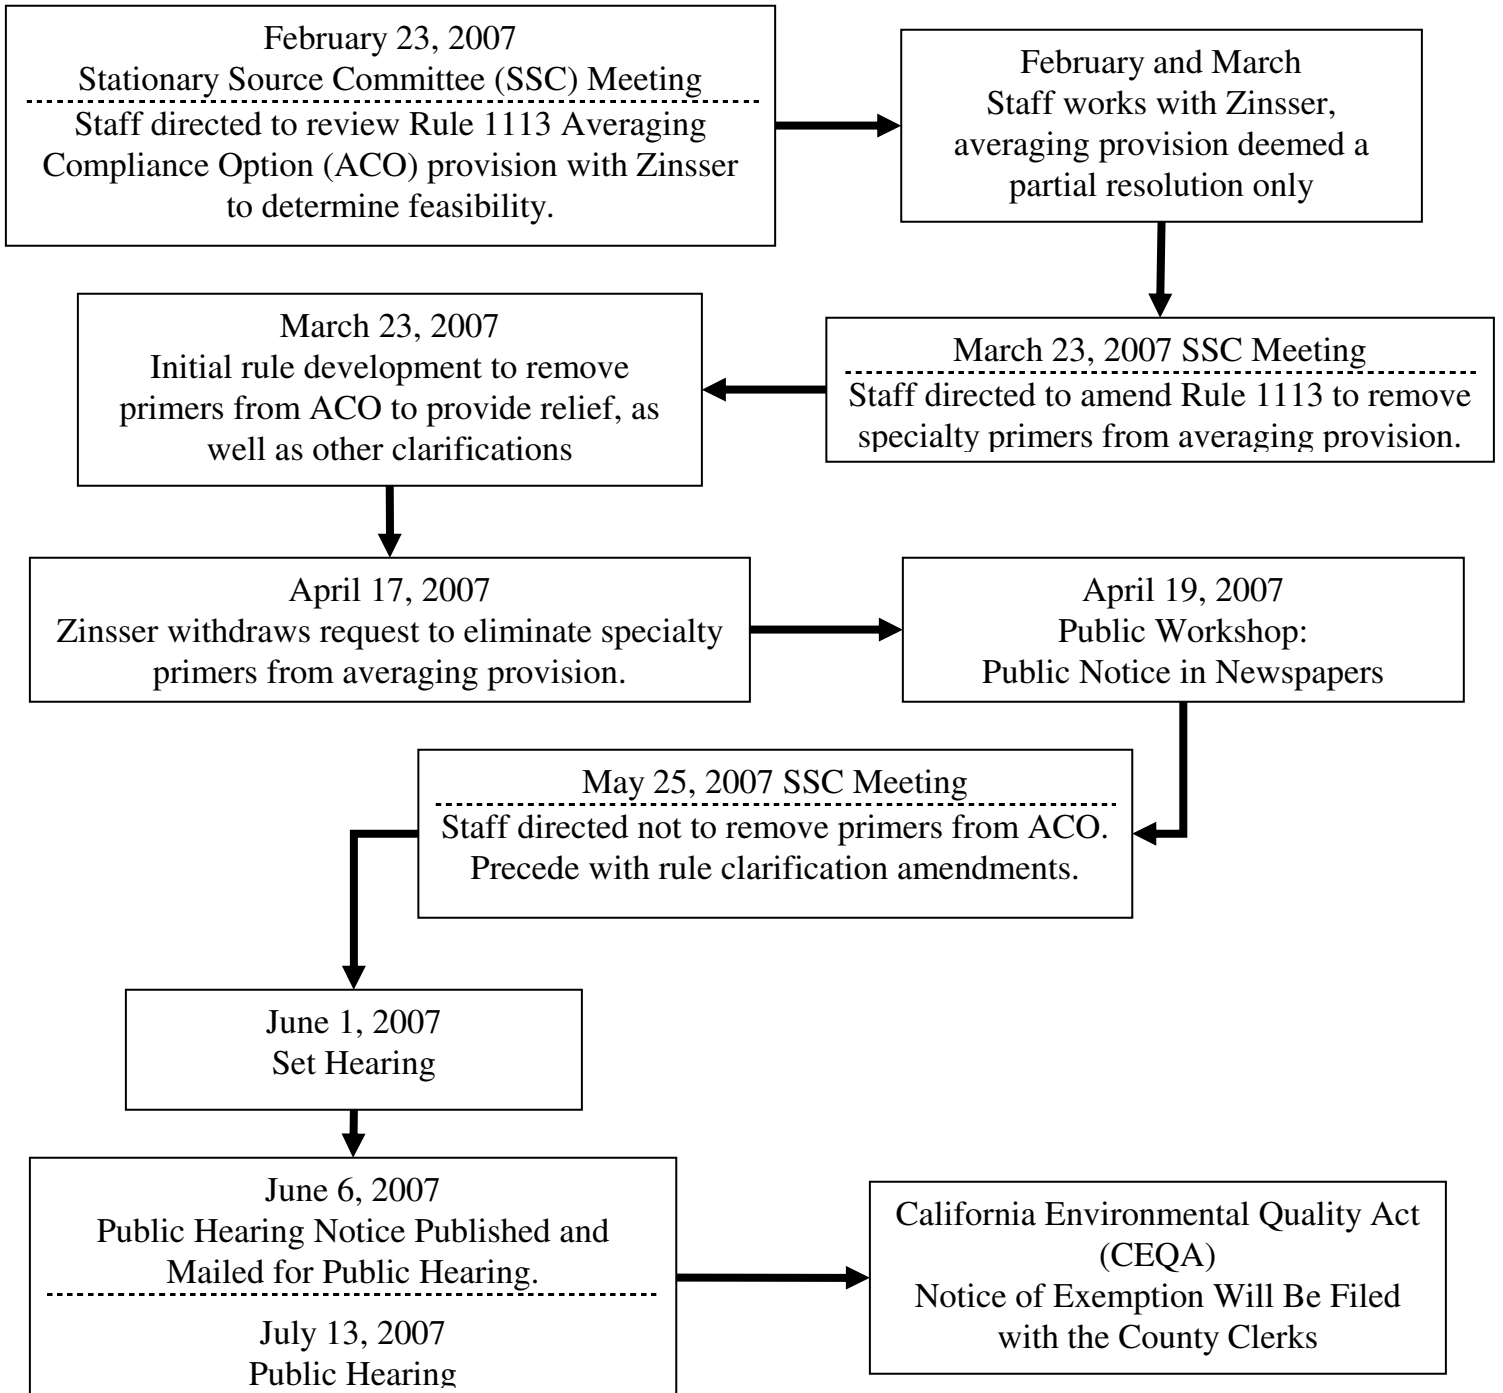 February 23, 2007
Stationary Source Committee (SSC) Meeting
Staff directed to review Rule 1113 Averaging
Compliance Option (ACO) provision with Zinsser
to determine feasibility.
February and March
Staff works with Zinsser,
averaging provision deemed a
partial resolution only
March 23, 2007 SSC Meeting
Staff directed to amend Rule 1113 to remove
specialty primers from averaging provision.
March 23, 2007
Initial rule development to remove
primers from ACO to provide relief, as
well as other clarifications
April 17, 2007
Zinsser withdraws request to eliminate specialty
primers from averaging provision.
April 19, 2007
Public Workshop:
Public Notice in Newspapers
May 25, 2007 SSC Meeting
Staff directed not to remove primers from ACO.
Precede with rule clarification amendments.
June 1, 2007
Set Hearing
June 6, 2007
Public Hearing Notice Published and
Mailed for Public Hearing.
July 13, 2007
Public Hearing
California Environmental Quality Act
(CEQA)
Notice of Exemption Will Be Filed
with the County Clerks